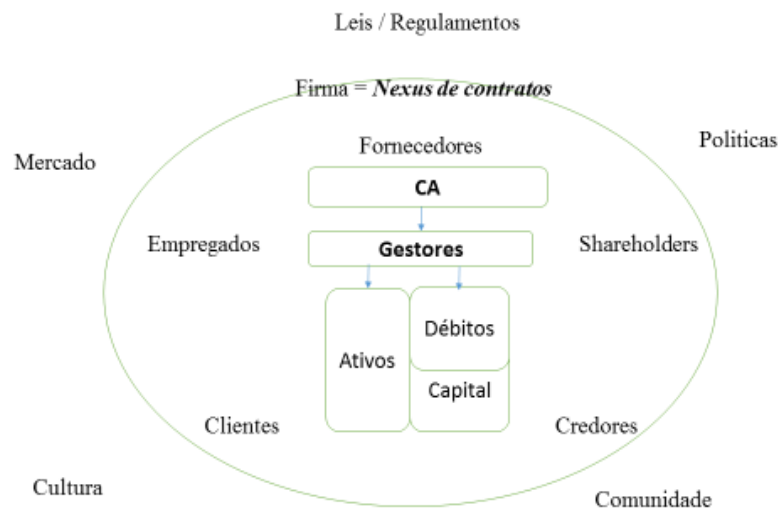 Leis / Regulamentos
Firma = Nexus de contratos
Mercado
Politicas
Fornecedores
CA
Empregados
Gestores
Shareholders
Ativos
Débitos
Capital
Clientes
Credores
Cultura
Comunidade